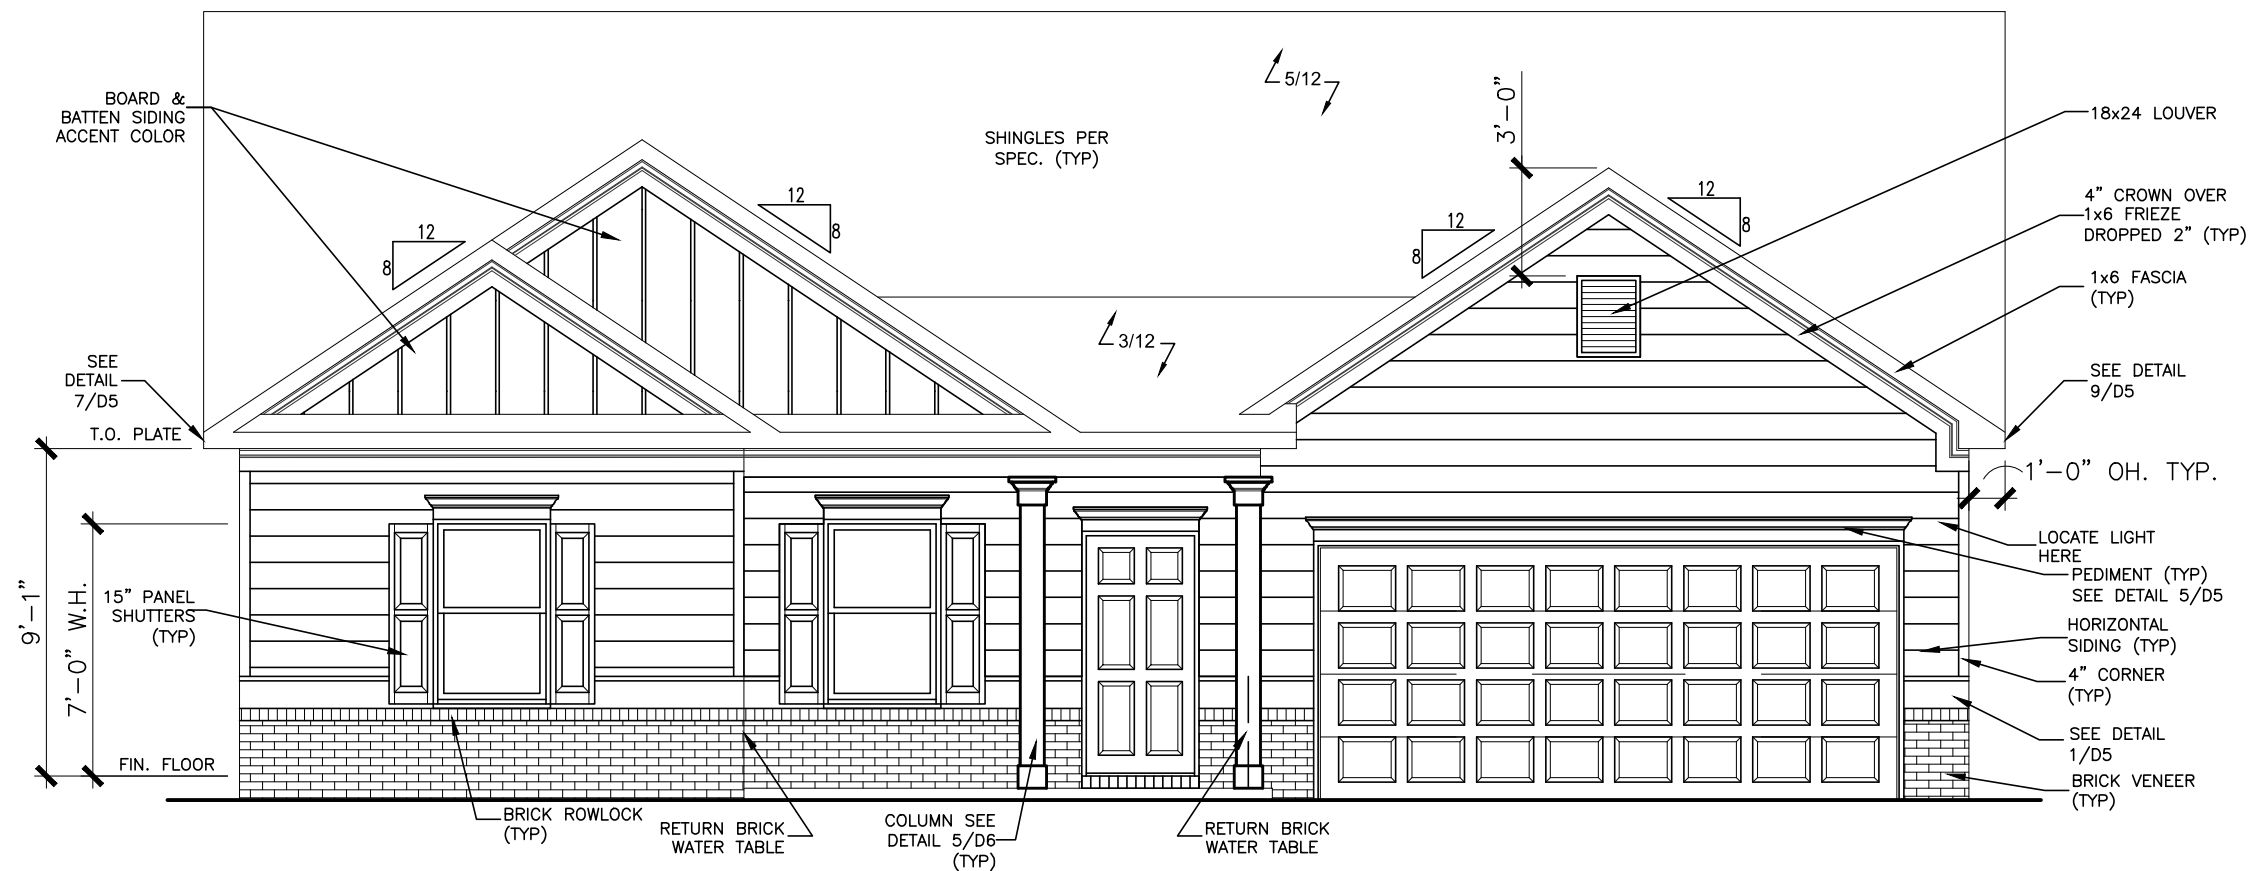 BOARD &
BATTEN SIDING
ACCENT COLOR
SHINGLES PER
SPEC. (TYP)
5/12
3'-0"
18x24 LOUVER
12
8
12
8
12
8
12
8
4" CROWN OVER
1x6 FRIEZE
DROPPED 2" (TYP)
1x6 FASCIA
(TYP)
3/12
SEE
DETAIL
7/D5
SEE DETAIL
9/D5
T.O. PLATE
1'-0" OH. TYP.
9'-1"
7'-0" W.H.
15" PANEL
SHUTTERS
(TYP)
LOCATE LIGHT
HERE
PEDIMENT (TYP)
SEE DETAIL 5/D5
HORIZONTAL
SIDING (TYP)
4" CORNER
(TYP)
SEE DETAIL
1/D5
BRICK VENEER
(TYP)
FIN. FLOOR
BRICK ROWLOCK
(TYP)
RETURN BRICK
WATER TABLE
COLUMN SEE
DETAIL 5/D6
(TYP)
RETURN BRICK
WATER TABLE